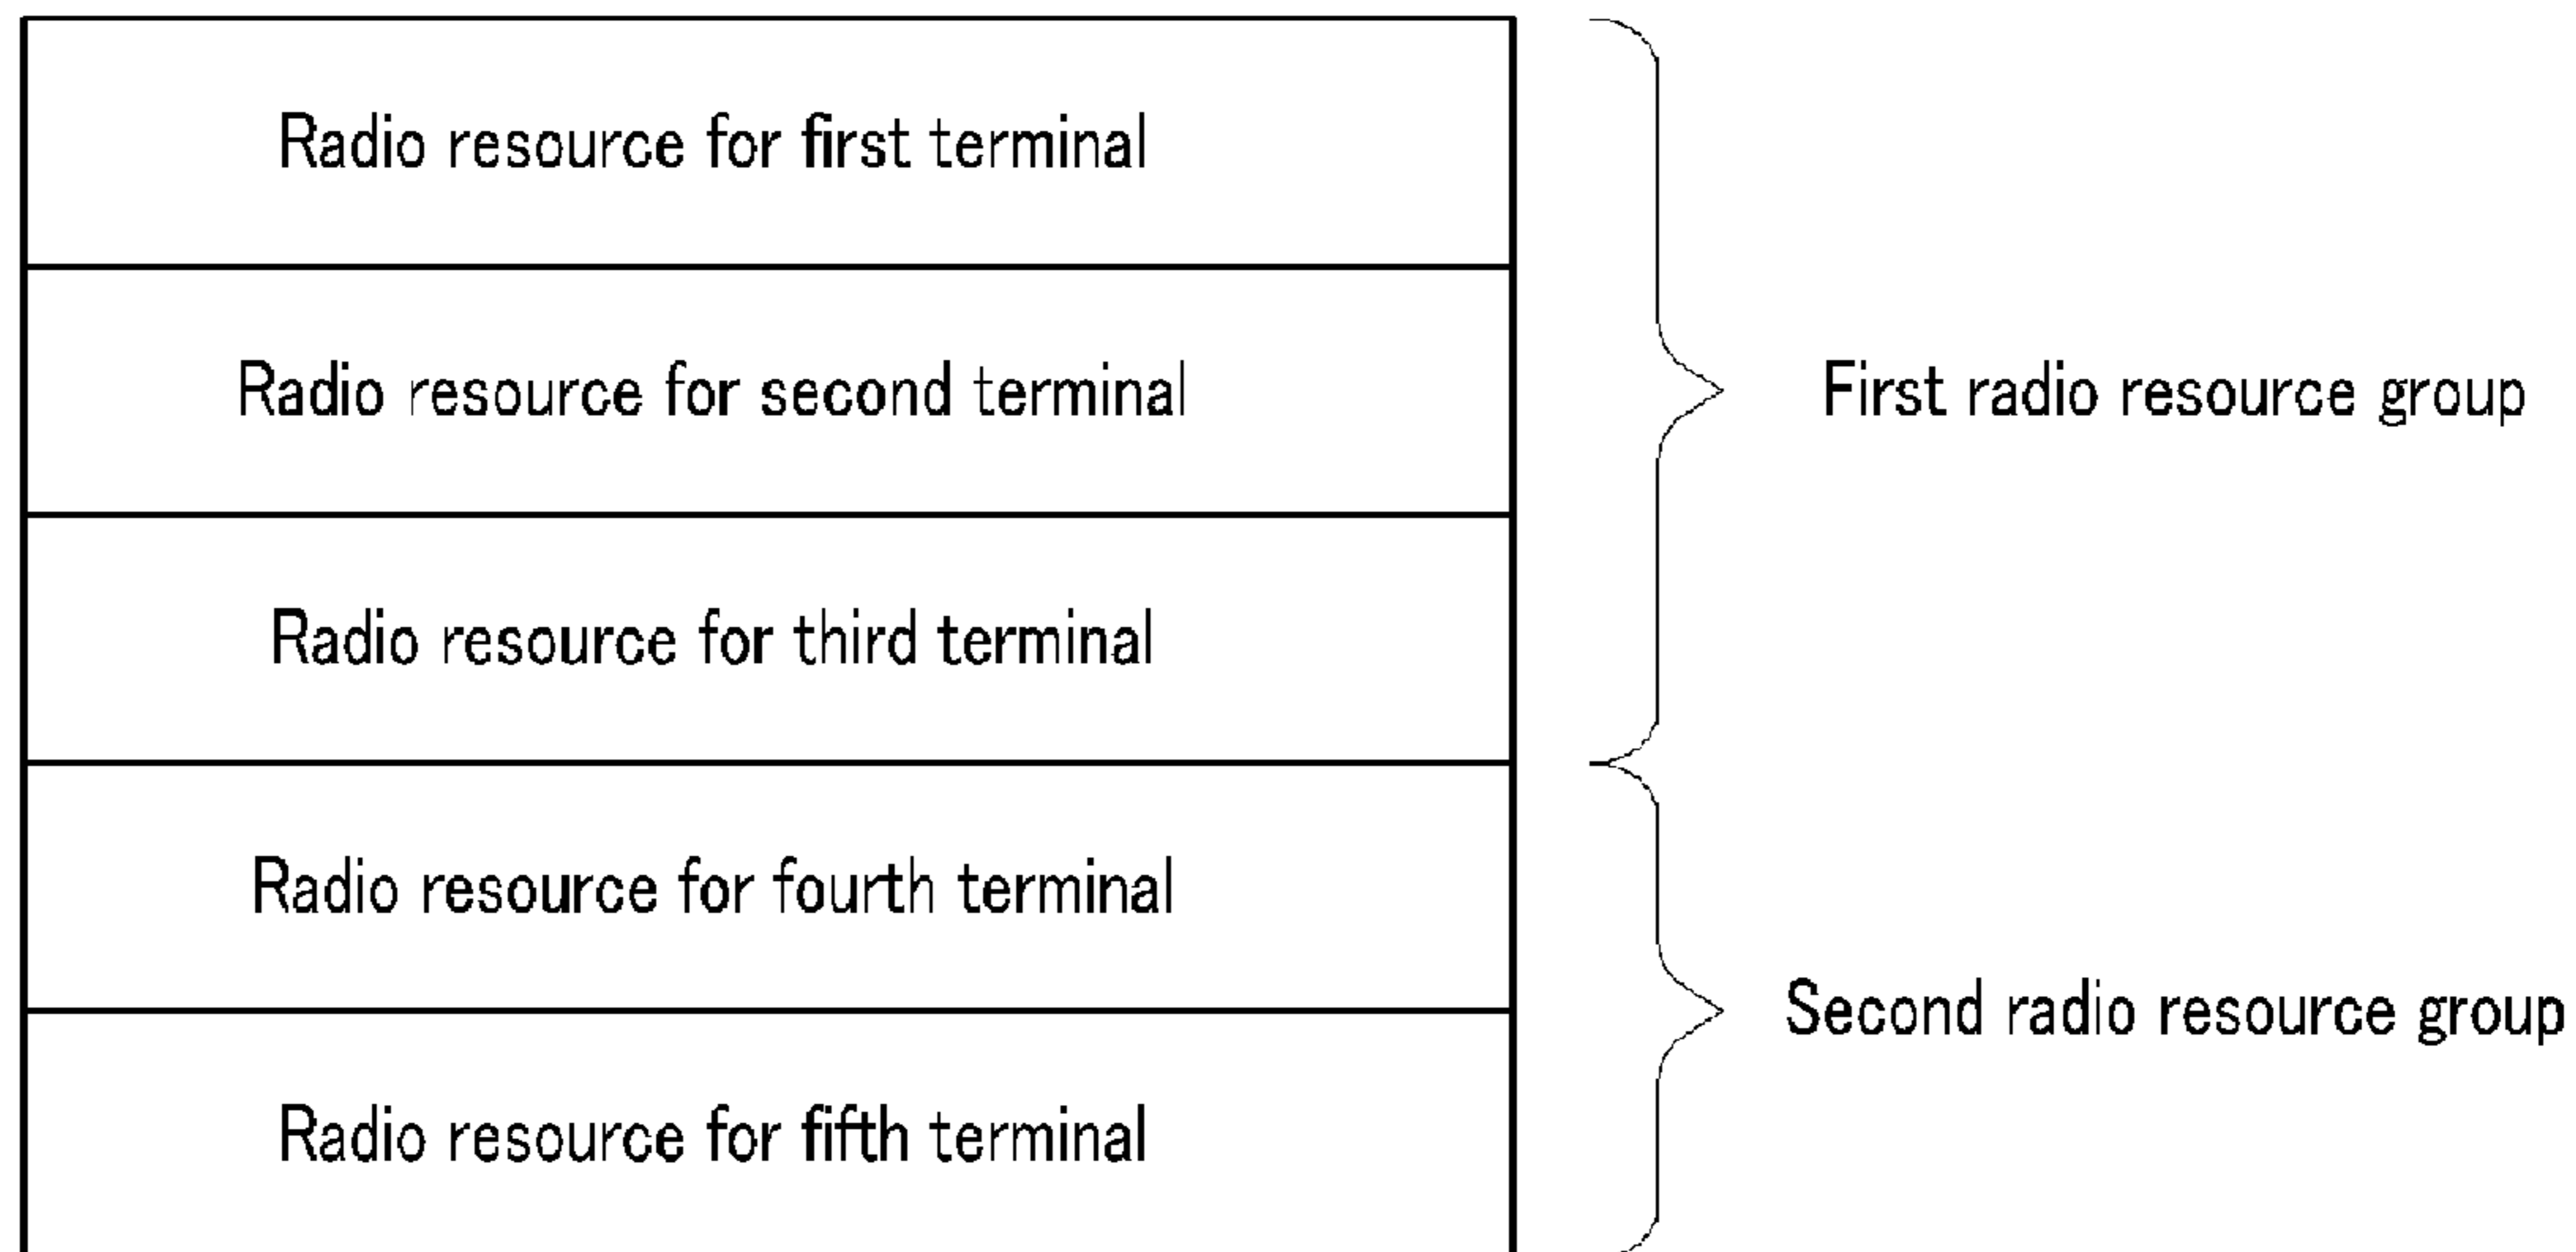 Radio resource for first terminal
Radio resource for second terminal
First radio resource group
Radio resource for third terminal
Radio resource for fourth terminal
Second radio resource group
Radio resource for fifth terminal